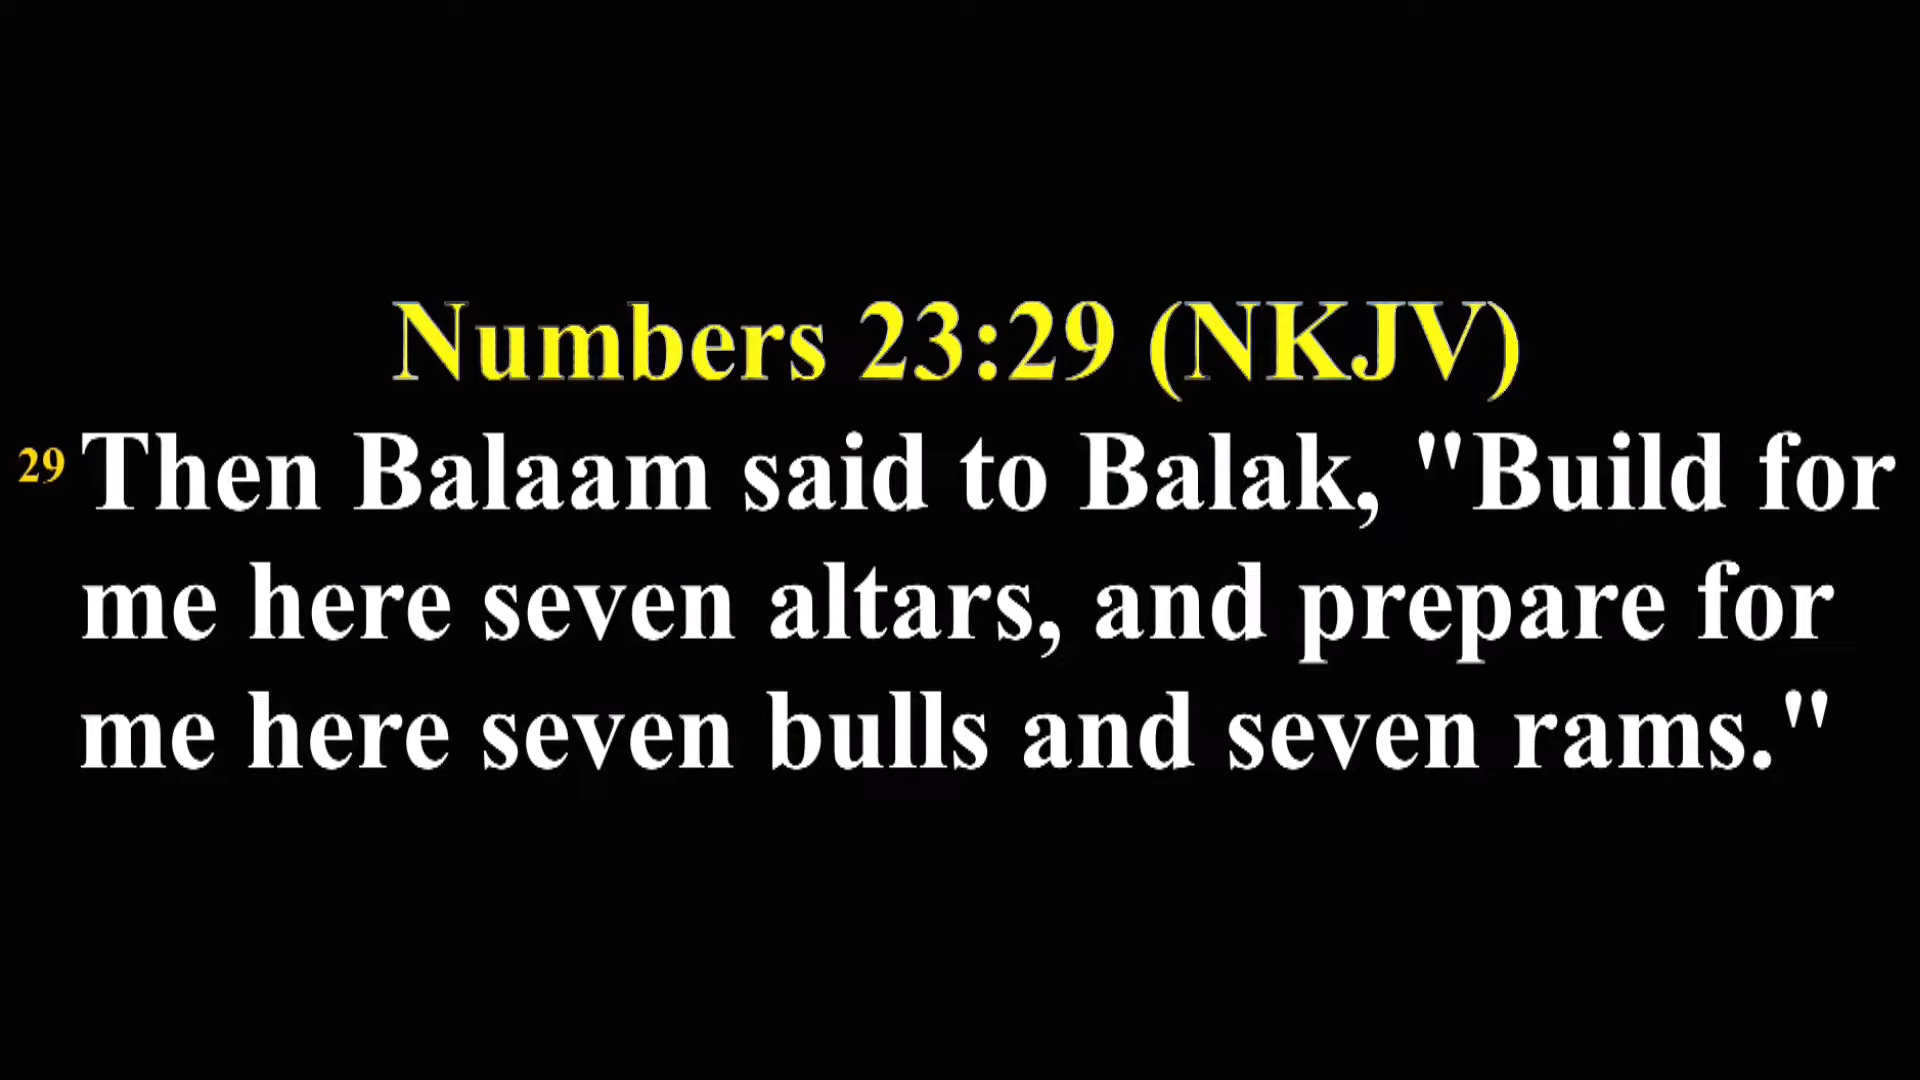 Numbers 23:29 (NKJV)
29 Then Balaam said to Balak, "Build for
me here seven altars, and prepare for
me here seven bulls and seven rams."